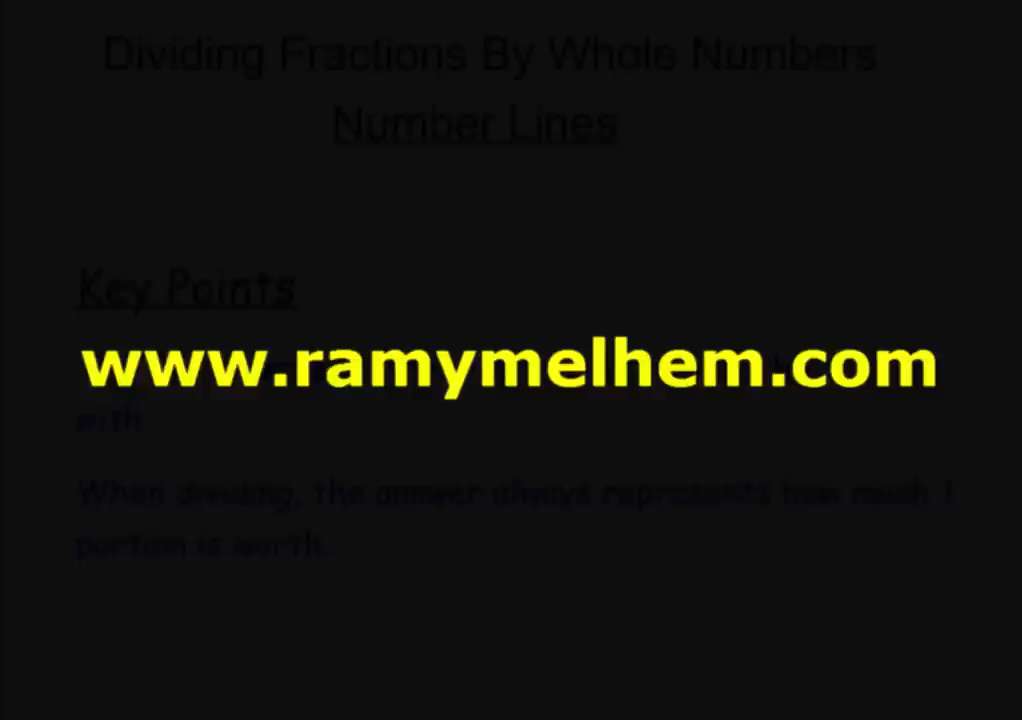 Dividing Fractions By Whole Numbers
Number Lines
Key Points
www.ramymelhem.com
with
When dividing, the answer always represents how much 1
portion is worth.